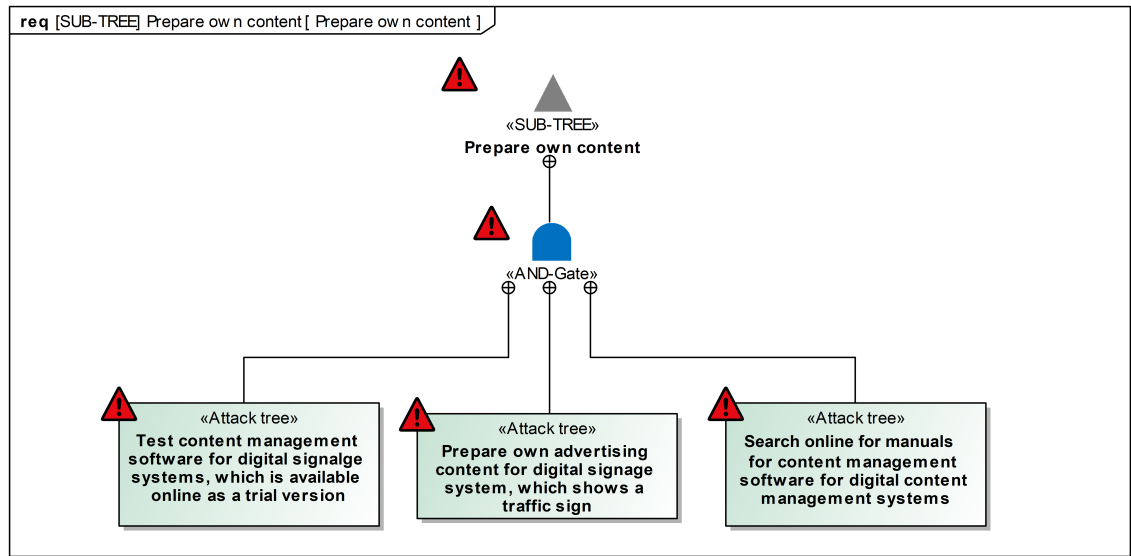 req [SUB-TREE] Prepare own content [ Prepare own content ]
«SUB-TREE»
Prepare own content
«AND-Gate»
«Attack tree»
Test content management
software for digital signalge
systems, which is available
online as a trial version
«Attack tree»
Prepare own advertising
content for digital signage
system, which shows a
traffic sign
«Attack tree»
Search online for manuals
for content management
software for digital content
management systems